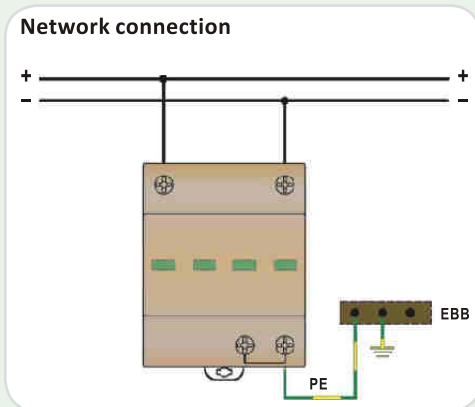 Network connection
+ +
– –
EBB
PE